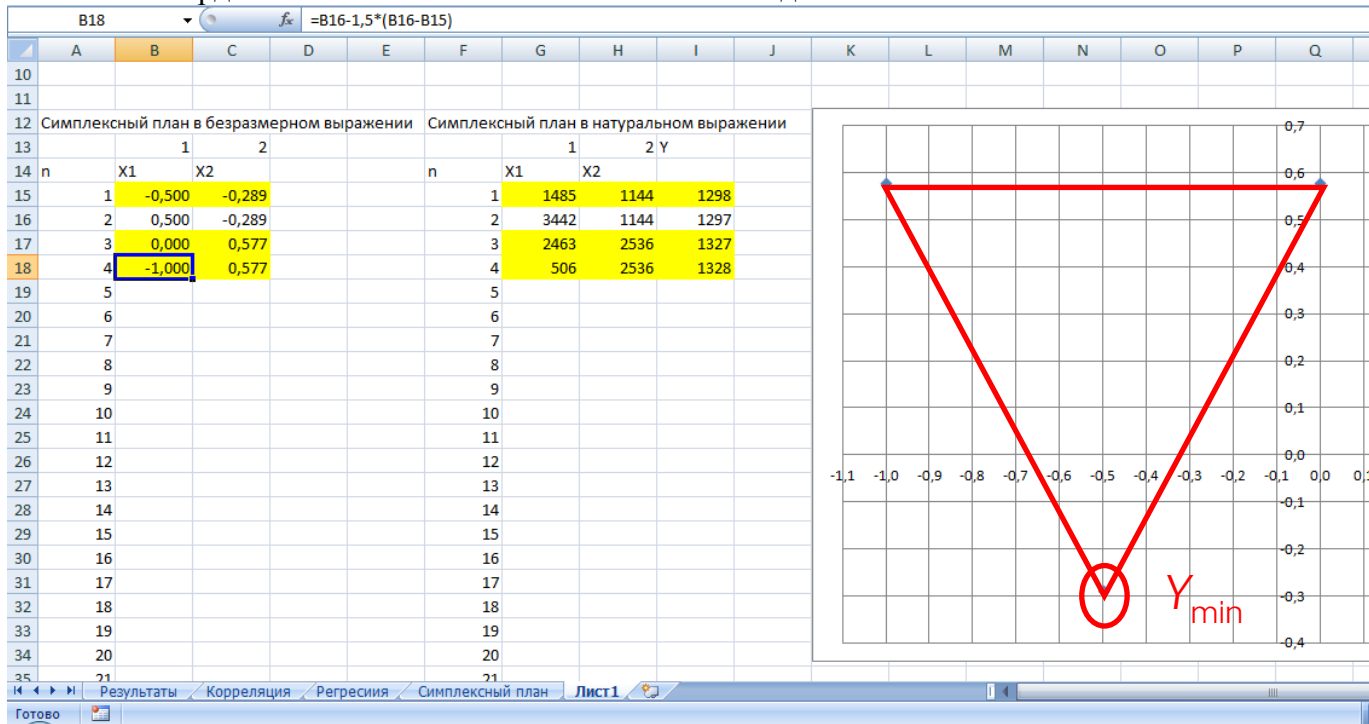 B18 fx =B16-1,5*(B16-B15)
A B C D E F G H I J K L M N O P Q
10
11
12 Симплексный план в безразмерном выражении Симплексный план в натуральном выражении
13 1 2 1 2 Y
14 n X1 X2 n X1 X2
15 1 -0,500 -0,289 1 1485 1144 1298
16 2 0,500 -0,289 2 3442 1144 1297
17 3 0,000 0,577 3 2463 2536 1327
18 4 -1,000 0,577 4 506 2536 1328
19 5 5
20 6 6
21 7 7
22 8 8
23 9 9
24 10 10
25 11 11
26 12 12
27 13 13
28 14 14
29 15 15
30 16 16
31 17 17
32 18 18
33 19 19
34 20 20
35 21 21
0,7
0,6
0,5
0,4
0,3
0,2
0,1
0,0
-1,1 -1,0 -0,9 -0,8 -0,7 -0,6 -0,5 -0,4 -0,3 -0,2 -0,1 0,0 0,1
-0,1
-0,2
-0,3
-0,4
Ymin
Результаты Корреляция Регресиия Симплексный план Лист1
Готово